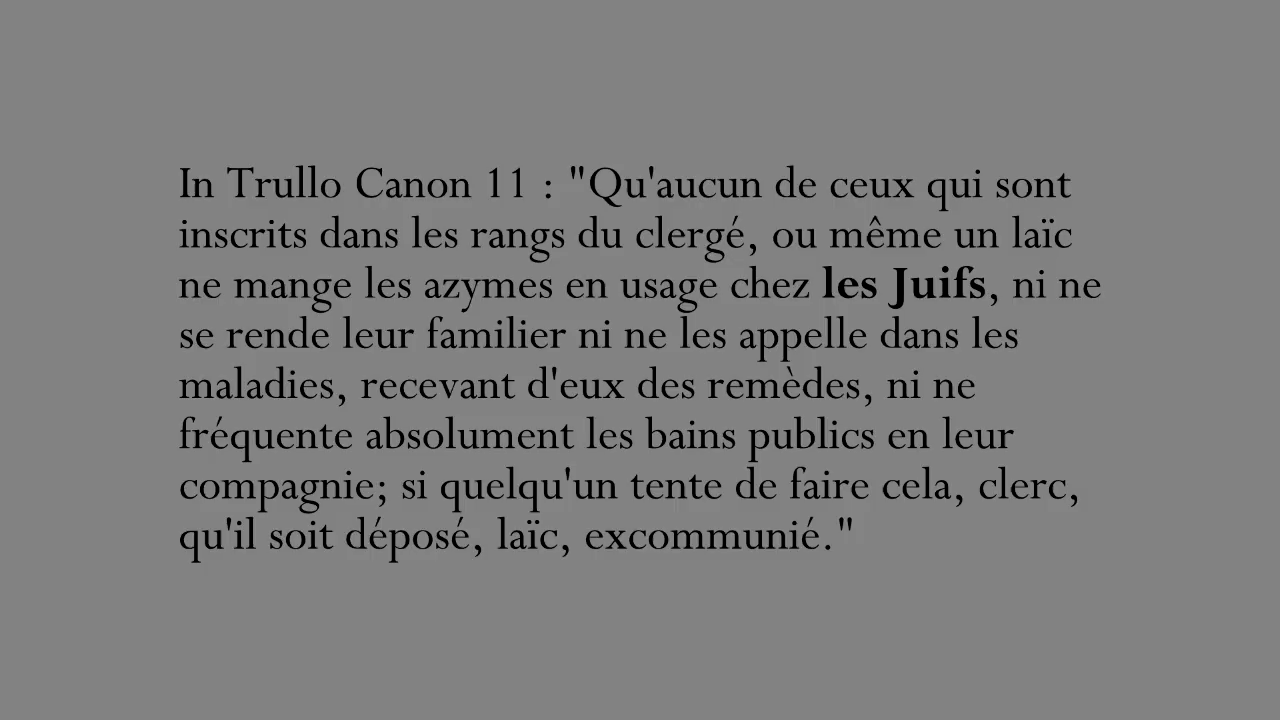 In Trullo Canon 11 : "Qu'aucun de ceux qui sont
inscrits dans les rangs du clergé, ou même un laïc
ne mange les azymes en usage chez les Juifs, ni ne
se rende leur familier ni ne les appelle dans les
maladies, recevant d'eux des remèdes, ni ne
fréquente absolument les bains publics en leur
compagnie; si quelqu'un tente de faire cela, clerc,
qu'il soit déposé, laïc, excommunié."